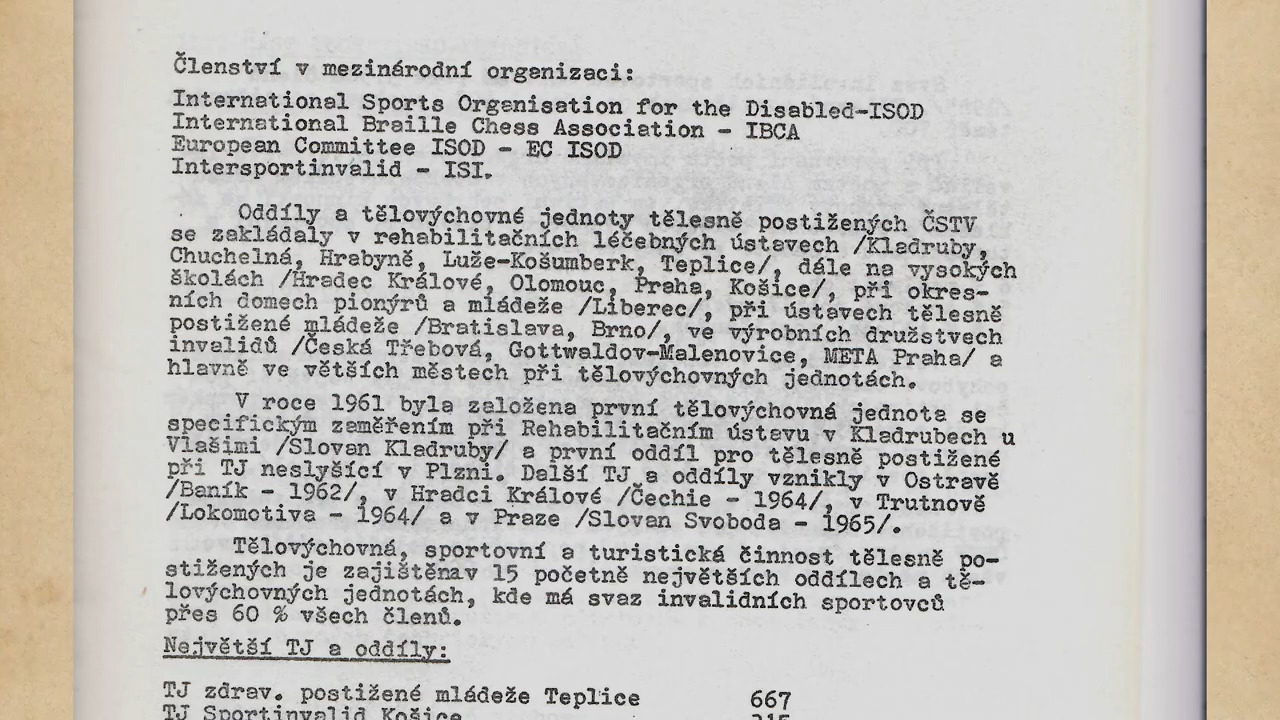 Členství v mezinárodní organizaci:
International Sports Organisation for the Disabled-ISOD
International Braille Chess Association - IBCA
European Committee ISOD - EC ISOD
Intersportinvalid - ISI.
Oddíly a tělovýchovné jednoty tělesně postižených ČSTV
se zakládaly v rehabilitačních léčebných ústavech /Kladruby,
Chuchelná, Hrabyně, Luže-Košumberk, Teplice/, dále na vysokých
školách /Hradec Králové, Olomouc, Praha, Košice/, při okres-
ních domech pionýrů a mládeže /Liberec/, při ústavech tělesně
postižené mládeže /Bratislava, Brno/, ve výrobních družstvech
invalidů /Česká Třebová, Gottwaldov-Malenovice, META Praha/ a
hlavně ve větších městech při tělovýchovných jednotách.
V roce 1961 byla založena první tělovýchovná jednota se
specifickým zaměřením při Rehabilitačním ústavu v Kladrubech u
Vlašimi /Slovan Kladruby/ a první oddíl pro tělesně postižené
při TJ neslyšící v Plzni. Další TJ a oddíly vznikly v Ostravě
/Baník - 1962/, v Hradci Králové /Čechie - 1964/, v Trutnově
/Lokomotiva - 1964/ a v Praze /Slovan Svoboda - 1965/.
Tělovýchovná, sportovní a turistická činnost tělesně po-
stižených je zajištěnav 15 početně největších oddílech a tě-
lovýchovných jednotách, kde má svaz invalidních sportovců
přes 60 % všech členů.
Největší TJ a oddíly:
TJ zdrav. postižené mládeže Teplice 667
TJ Sportinvalid Košice